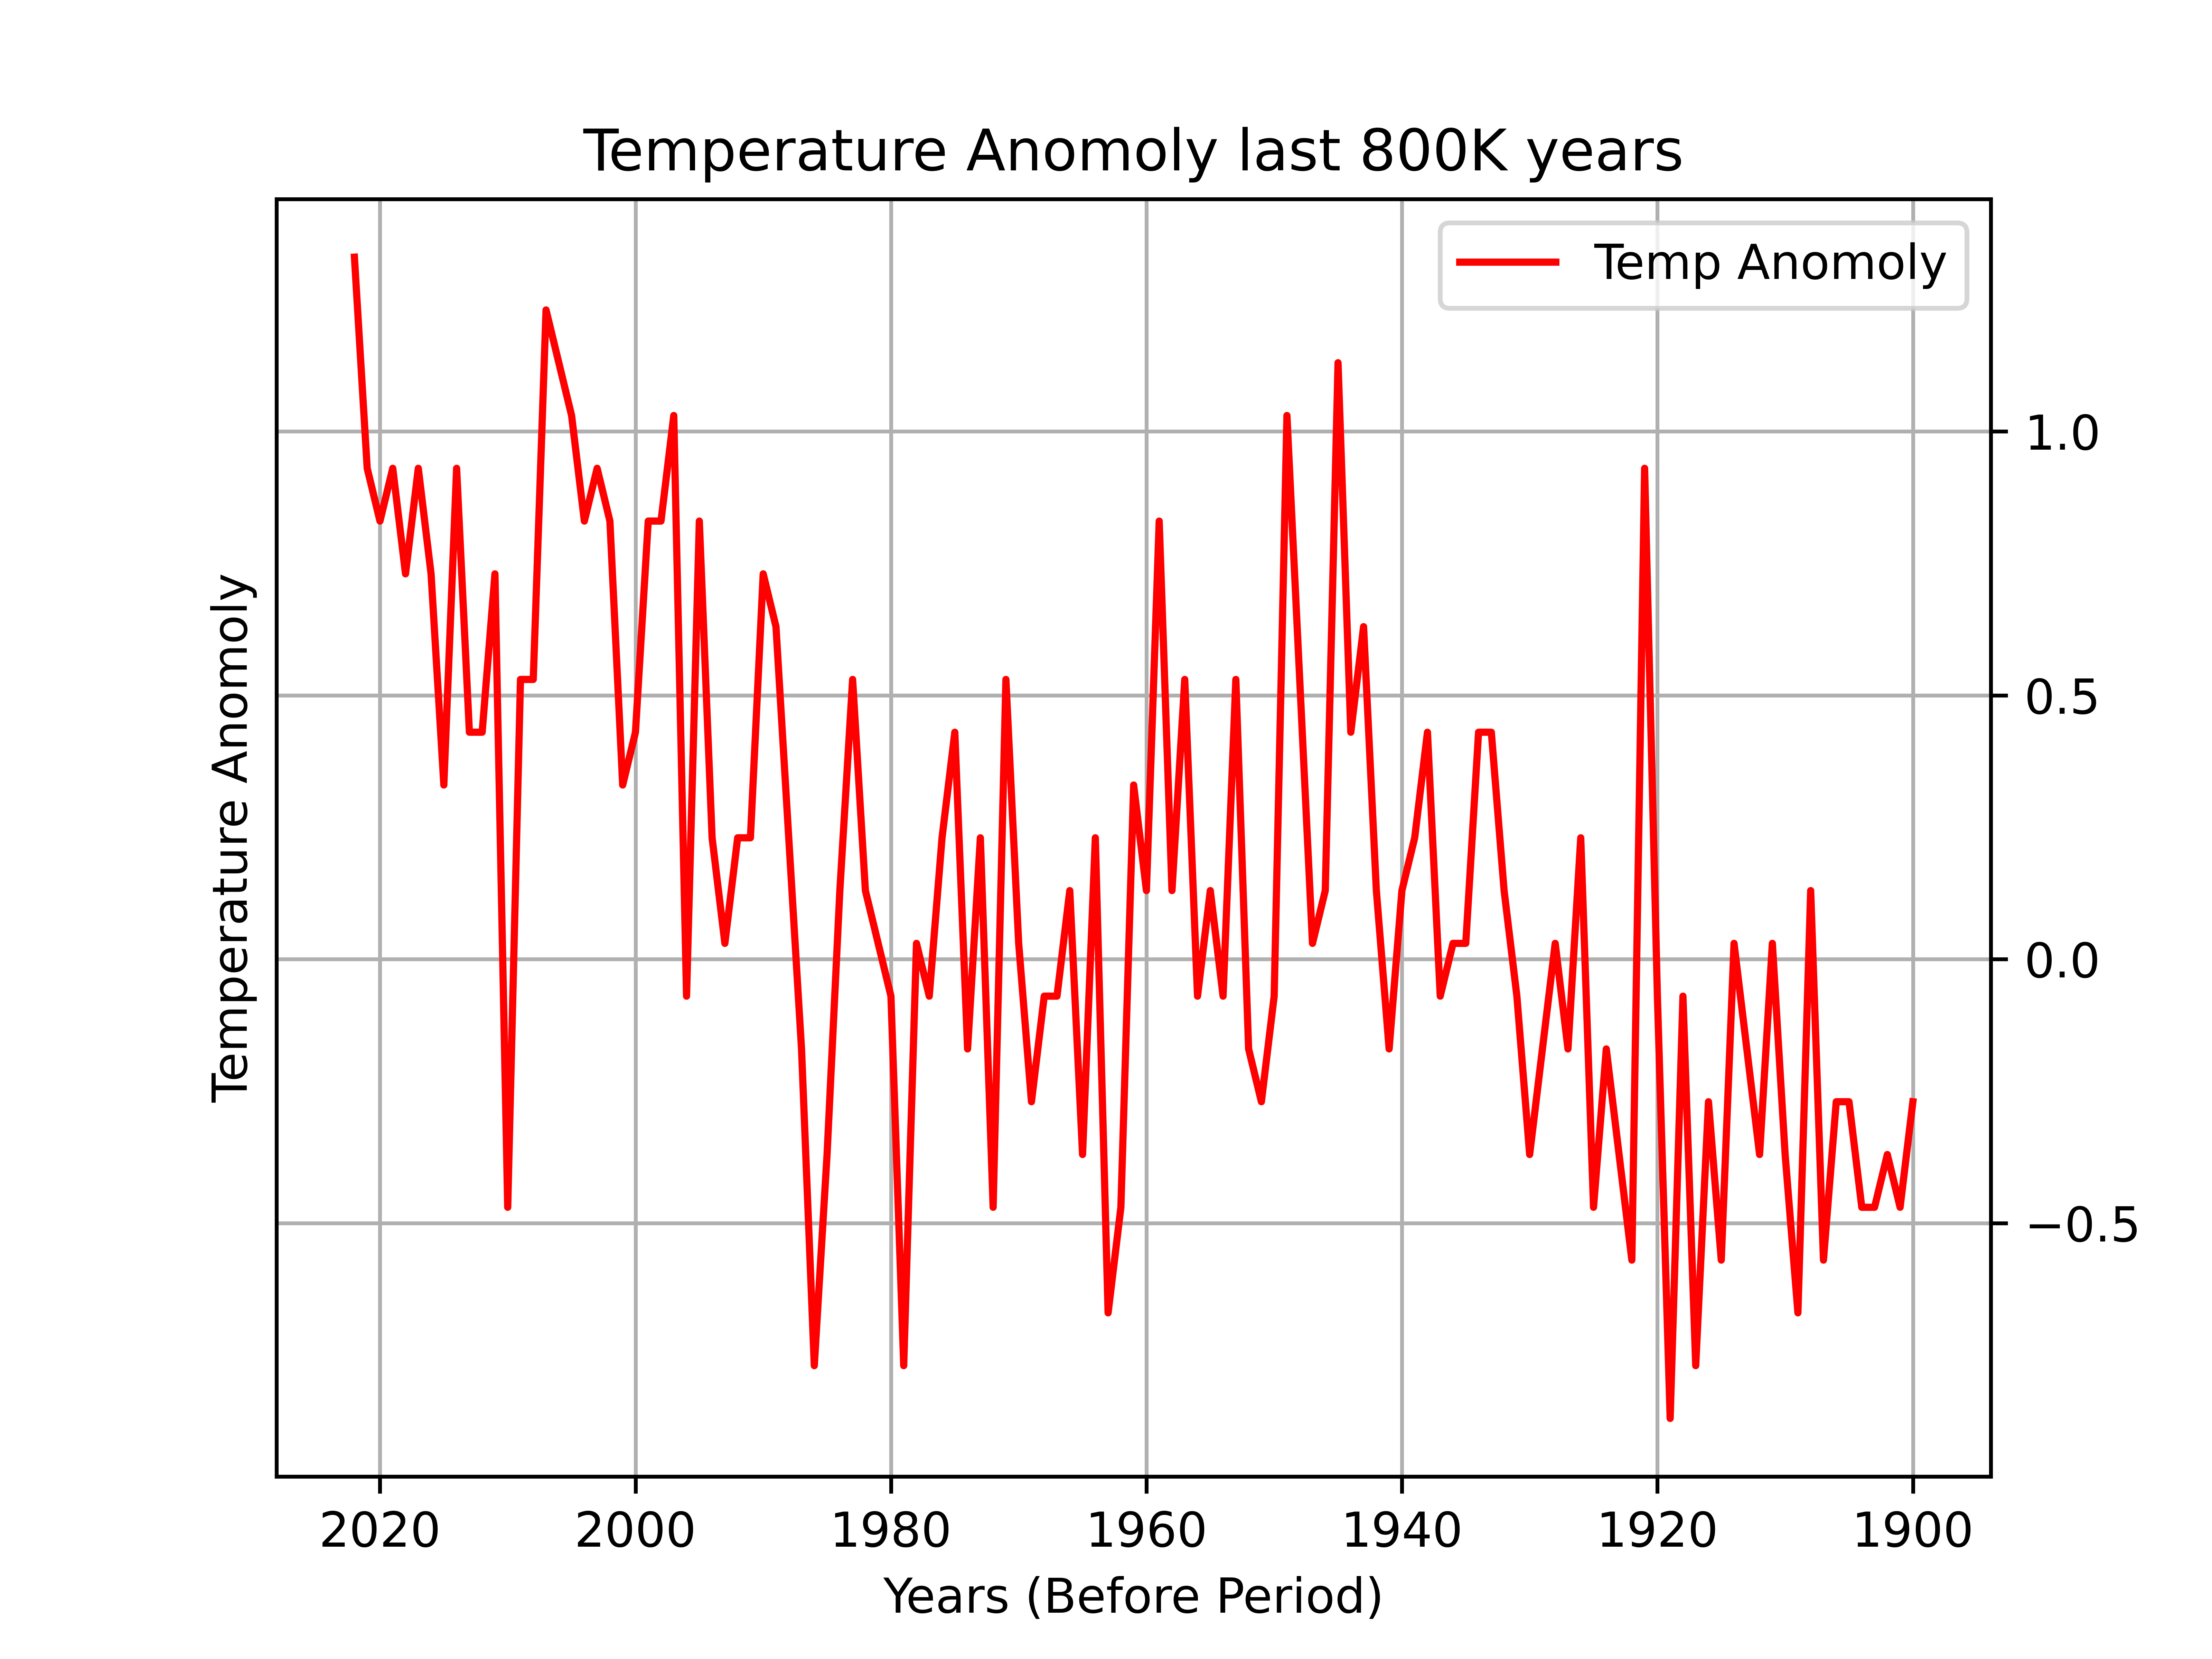 Temperature Anomoly last 800K years
Temp Anomoly
Temperature Anomoly
1.0
0.5
0.0
−0.5
2020 2000 1980 1960 1940 1920 1900
Years (Before Period)